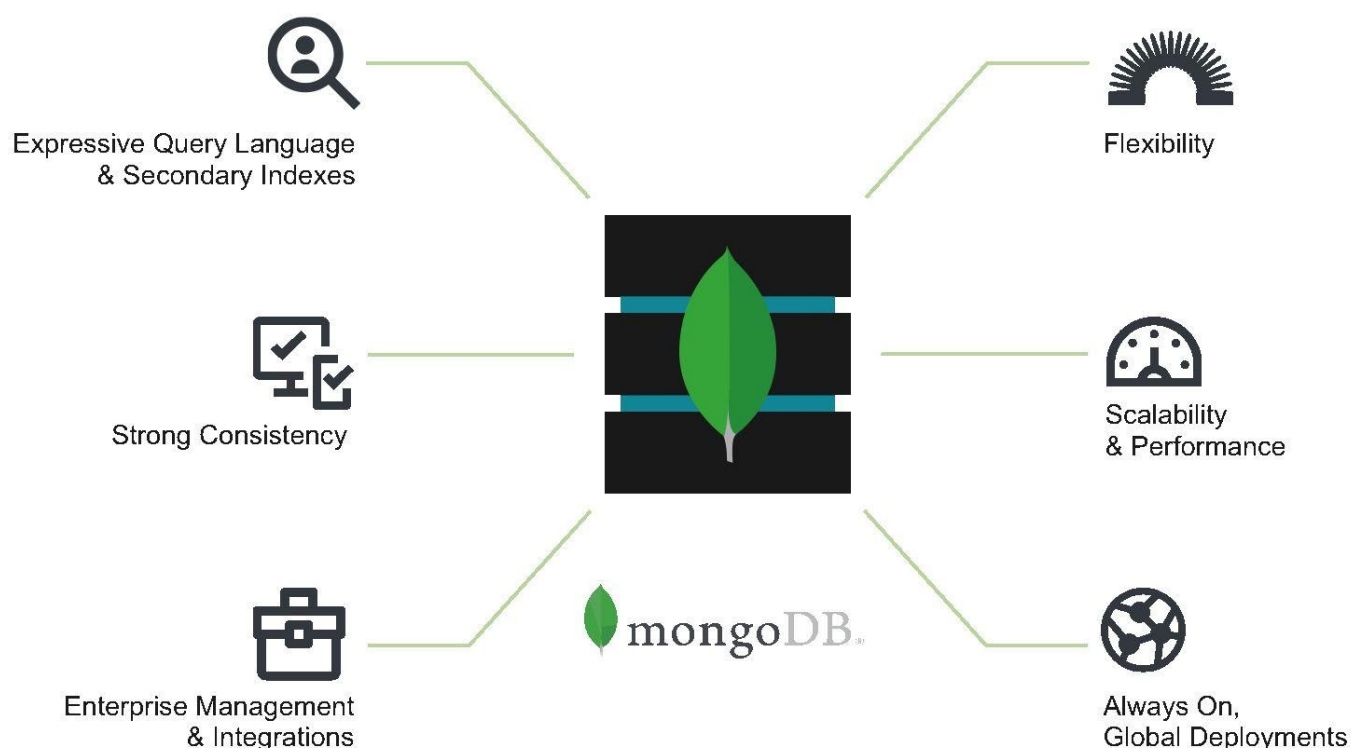 Expressive Query Language
& Secondary Indexes
Flexibility
Strong Consistency
Scalability
& Performance
mongoDB
Enterprise Management
& Integrations
Always On,
Global Deployments